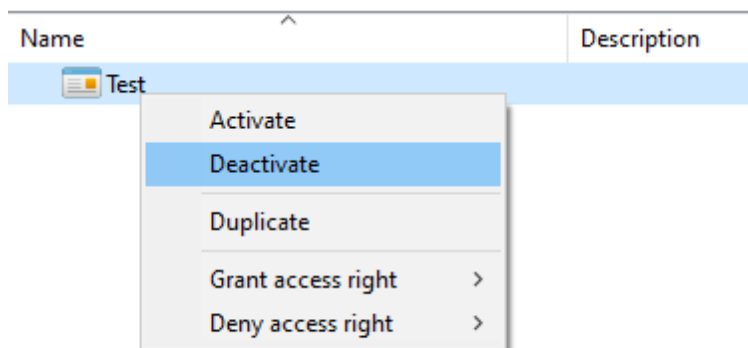 Name Description
Test
Activate
Deactivate
Duplicate
Grant access right
Deny access right